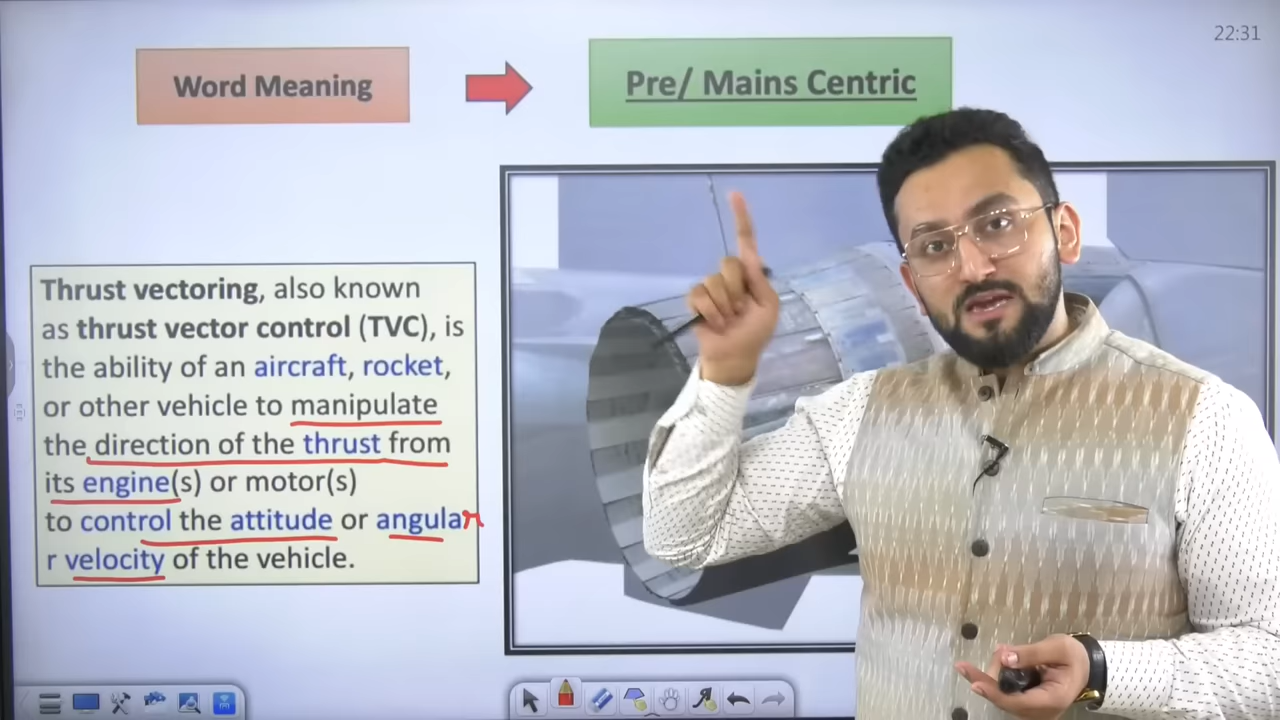 22:31
Word Meaning
Pre/ Mains Centric
Thrust vectoring, also known
as thrust vector control (TVC), is
the ability of an aircraft, rocket,
or other vehicle to manipulate
the direction of the thrust from
its engine(s) or motor(s)
to control the attitude or angular
r velocity of the vehicle.